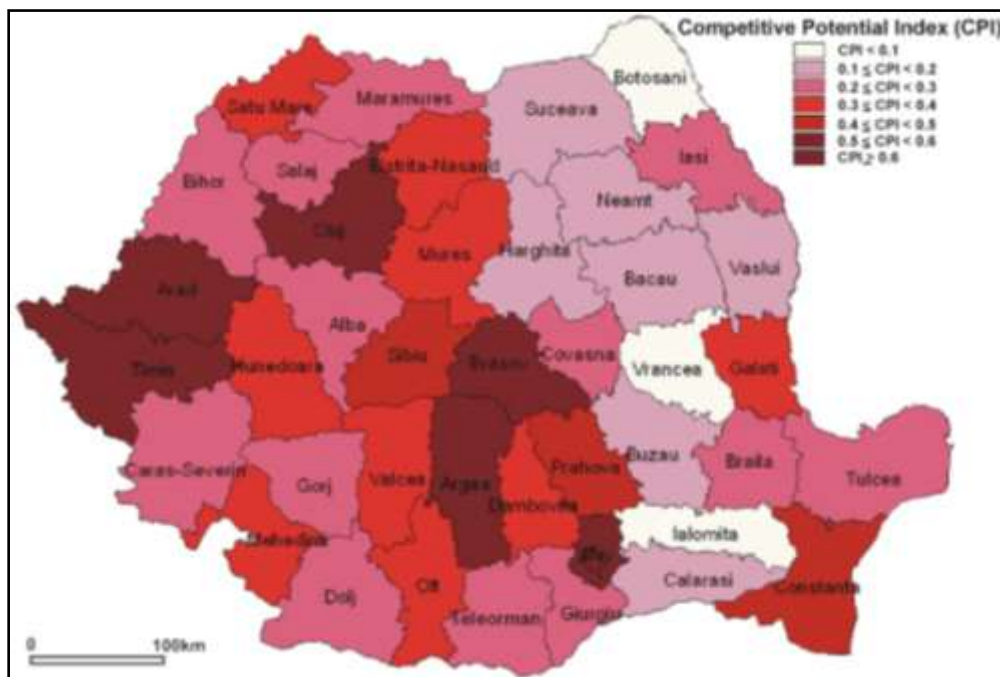 Competitive Potential Index (CPI)
CPI < 0.1
0.1 ≤ CPI < 0.2
0.2 ≤ CPI < 0.3
0.3 ≤ CPI < 0.4
0.4 ≤ CPI < 0.5
0.5 ≤ CPI < 0.6
CPI ≥ 0.6
Botosani
Satu Mare
Maramures
Suceava
Iasi
Bihor
Salaj
Bistrita-Nasaud
Neamt
Cluj
Mures
Harghita
Bacau
Vaslui
Arad
Alba
Timis
Hunedoara
Sibiu
Brasov
Covasna
Vrancea
Galati
Caras-Severin
Gorj
Valcea
Arges
Prahova
Dambovita
Buzau
Braila
Tulcea
Mehedinti
Ialomita
Dolj
Olt
Teleorman
Giurgiu
Calarasi
Constanta
0 100km